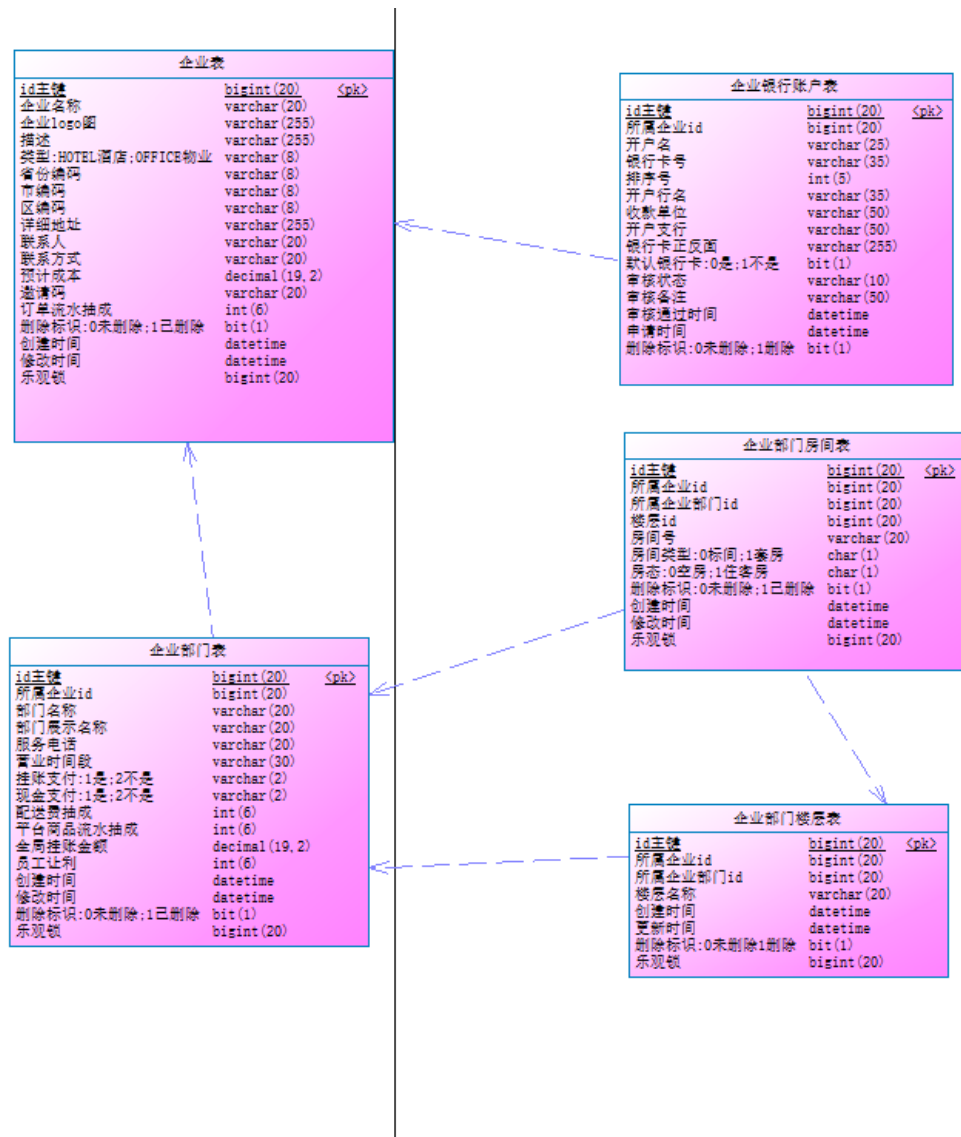 企业表
id主键 bigint(20) <pk>
企业名称 varchar(20)
企业logo图 varchar(255)
描述 varchar(255)
类型:HOTEL酒店;OFFICE物业 varchar(8)
省份编码 varchar(8)
市编码 varchar(8)
区编码 varchar(8)
详细地址 varchar(255)
联系人 varchar(20)
联系方式 varchar(20)
预计成本 decimal(19,2)
邀请码 varchar(20)
订单流水抽成 int(6)
删除标识:0未删除;1已删除 bit(1)
创建时间 datetime
修改时间 datetime
乐观锁 bigint(20)
企业银行账户表
id主键 bigint(20) <pk>
所属企业id bigint(20)
开户名 varchar(25)
银行卡号 varchar(35)
排序号 int(5)
开户行名 varchar(35)
收款单位 varchar(50)
开户支行 varchar(50)
银行卡正反面 varchar(255)
默认银行卡:0是;1不是 bit(1)
审核状态 varchar(10)
审核备注 varchar(50)
审核通过时间 datetime
申请时间 datetime
删除标识:0未删除;1删除 bit(1)
企业部门房间表
id主键 bigint(20) <pk>
所属企业id bigint(20)
所属企业部门id bigint(20)
楼层id bigint(20)
房间号 varchar(20)
房间类型:0标间;1套房 char(1)
房态:0空房;1住客房 char(1)
删除标识:0未删除;1已删除 bit(1)
创建时间 datetime
修改时间 datetime
乐观锁 bigint(20)
企业部门表
id主键 bigint(20) <pk>
所属企业id bigint(20)
部门名称 varchar(20)
部门展示名称 varchar(20)
服务电话 varchar(20)
营业时间段 varchar(30)
挂账支付:1是;2不是 varchar(2)
现金支付:1是;2不是 varchar(2)
配送费抽成 int(6)
平台商品流水抽成 int(6)
全局挂账金额 decimal(19,2)
员工让利 int(6)
创建时间 datetime
修改时间 datetime
删除标识:0未删除;1已删除 bit(1)
乐观锁 bigint(20)
企业部门楼层表
id主键 bigint(20) <pk>
所属企业id bigint(20)
所属企业部门id bigint(20)
楼层名称 varchar(20)
创建时间 datetime
更新时间 datetime
删除标识:0未删除1删除 bit(1)
乐观锁 bigint(20)